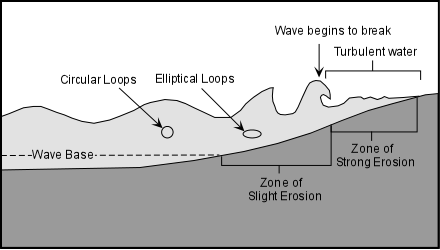 Wave begins to break
Turbulent water
Circular Loops
Elliptical Loops
Wave Base
Zone of
Strong Erosion
Zone of
Slight Erosion